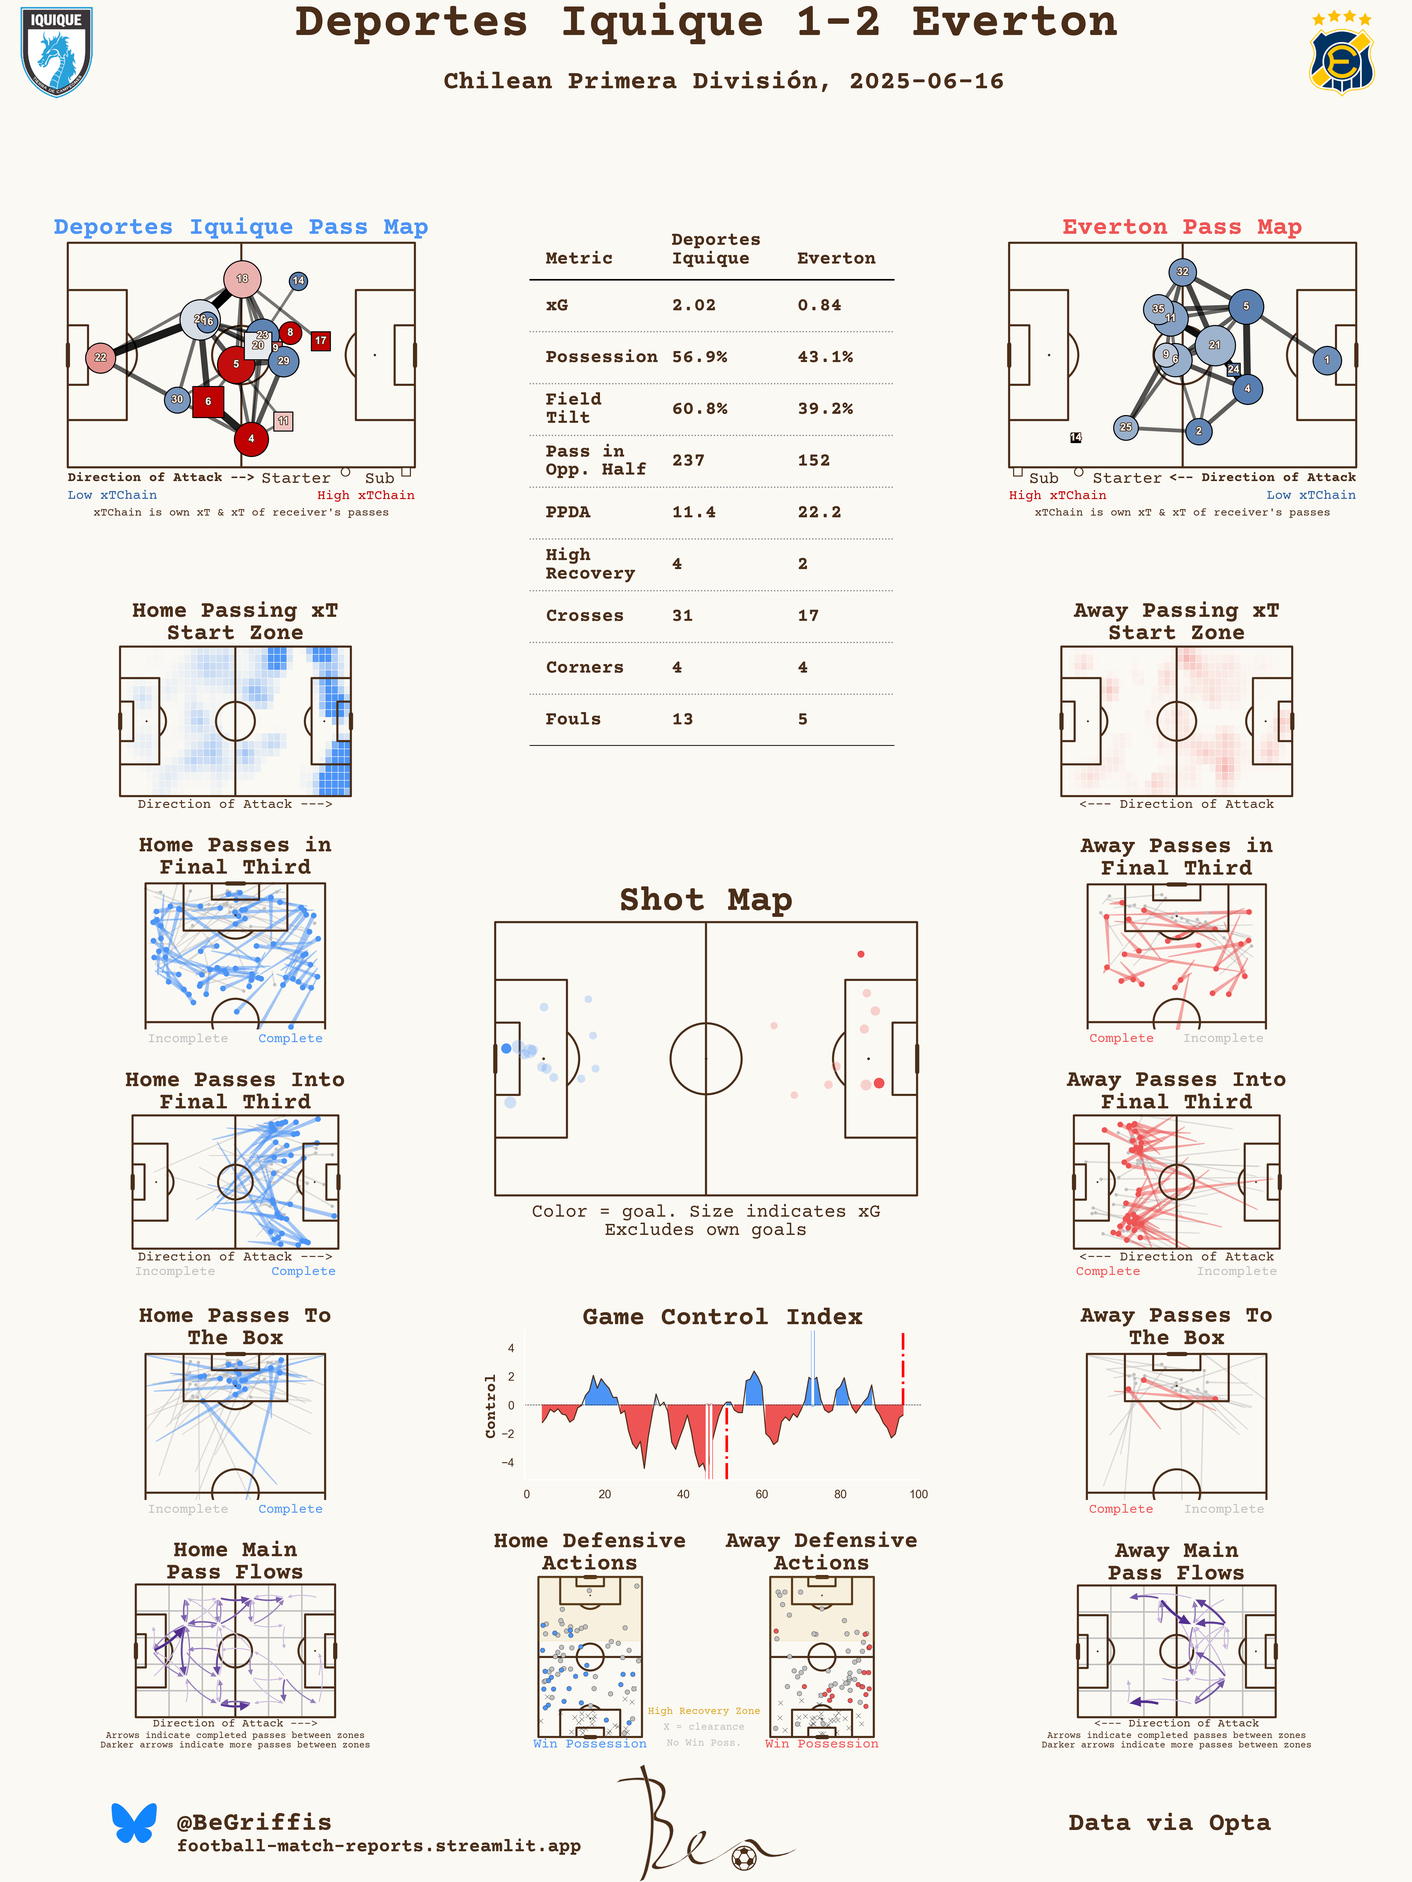 Deportes Iquique 1-2 Everton
Chilean Primera División, 2025-06-16
IQUIQUE
Deportes Iquique Pass Map
18
14
29
16
23
8
20
9
17
22
5
29
30
6
11
4
Direction of Attack --> Starter Sub
Low xTChain High xTChain
xTChain is own xT & xT of receiver's passes
Metric Deportes Iquique Everton
xG 2.02 0.84
Possession 56.9% 43.1%
Field Tilt 60.8% 39.2%
Pass in Opp. Half 237 152
PPDA 11.4 22.2
High Recovery 4 2
Crosses 31 17
Corners 4 4
Fouls 13 5
Everton Pass Map
32
35
11
5
21
9
6
1
24
4
25
2
14
Sub Starter <-- Direction of Attack
High xTChain Low xTChain
xTChain is own xT & xT of receiver's passes
Home Passing xT
Start Zone
Direction of Attack --->
Away Passing xT
Start Zone
<--- Direction of Attack
Home Passes in
Final Third
Incomplete Complete
Away Passes in
Final Third
Complete Incomplete
Shot Map
Color = goal. Size indicates xG
Excludes own goals
Home Passes Into
Final Third
Direction of Attack --->
Incomplete Complete
Away Passes Into
Final Third
<--- Direction of Attack
Complete Incomplete
Home Passes To
The Box
Incomplete Complete
Game Control Index
Control
4
2
0
−2
−4
0 20 40 60 80 100
Away Passes To
The Box
Complete Incomplete
Home Main
Pass Flows
Direction of Attack --->
Arrows indicate completed passes between zones
Darker arrows indicate more passes between zones
Home Defensive
Actions
Win Possession
High Recovery Zone
X = clearance
No Win Poss.
Away Defensive
Actions
Win Possession
Away Main
Pass Flows
<--- Direction of Attack
Arrows indicate completed passes between zones
Darker arrows indicate more passes between zones
@BeGriffis
football-match-reports.streamlit.app
Ben
Data via Opta